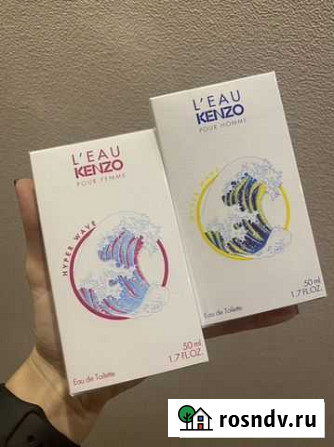 L'EAU
KENZO
POUR FEMME
HYPER WAVE
50 ml
1.7 FL.OZ.
Eau de Toilette
L'EAU
KENZO
POUR HOMME
HYPER WAVE
50 ml
1.7 FL.OZ.
Eau de Toilette
rosndv.ru